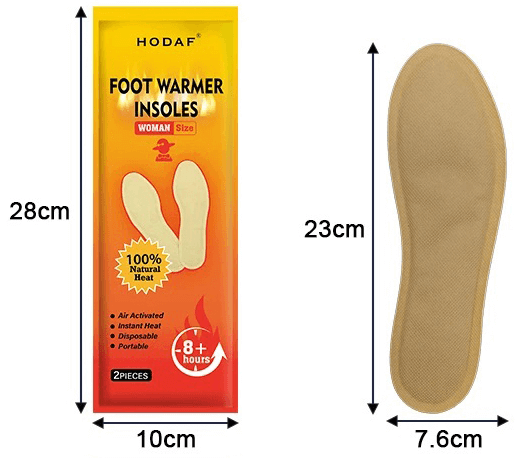 HODAF®
FOOT WARMER
INSOLES
WOMAN Size
28cm
23cm
100%
Natural
Heat
Air Activated
Instant Heat
Disposable
Portable
8+
hours
2PIECES
10cm
7.6cm